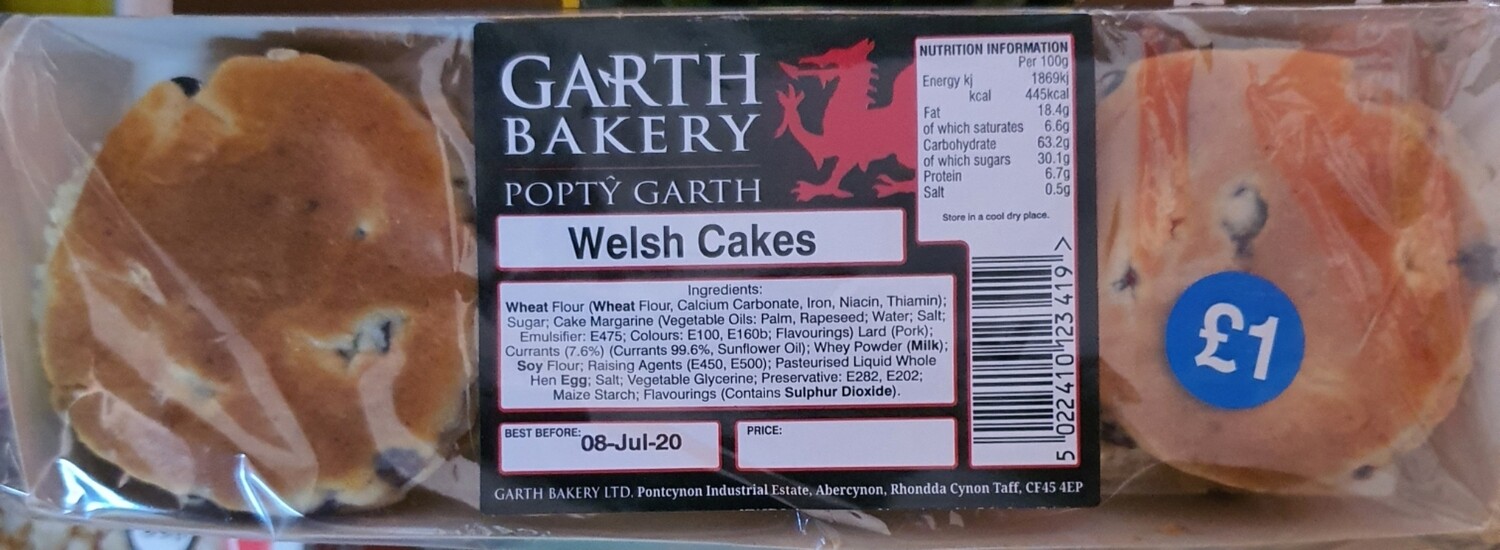 GARTH
BAKERY
POPTŶ GARTH
Welsh Cakes
NUTRITION INFORMATION
Per 100g
Energy kj 1869kj
kcal 445kcal
Fat 18.4g
of which saturates 6.6g
Carbohydrate 63.2g
of which sugars 30.1g
Protein 6.7g
Salt 0.5g
Store in a cool dry place.
Ingredients:
Wheat Flour (Wheat Flour, Calcium Carbonate, Iron, Niacin, Thiamin);
Sugar; Cake Margarine (Vegetable Oils: Palm, Rapeseed; Water; Salt;
Emulsifier: E475; Colours: E100, E160b; Flavourings) Lard (Pork);
Currants (7.6%) (Currants 99.6%, Sunflower Oil); Whey Powder (Milk);
Soy Flour; Raising Agents (E450, E500); Pasteurised Liquid Whole
Hen Egg; Salt; Vegetable Glycerine; Preservative: E282, E202;
Maize Starch; Flavourings (Contains Sulphur Dioxide).
BEST BEFORE: 08-Jul-20
PRICE:
5 022410 123419 >
GARTH BAKERY LTD. Pontcynon Industrial Estate, Abercynon, Rhondda Cynon Taff, CF45 4EP
£1